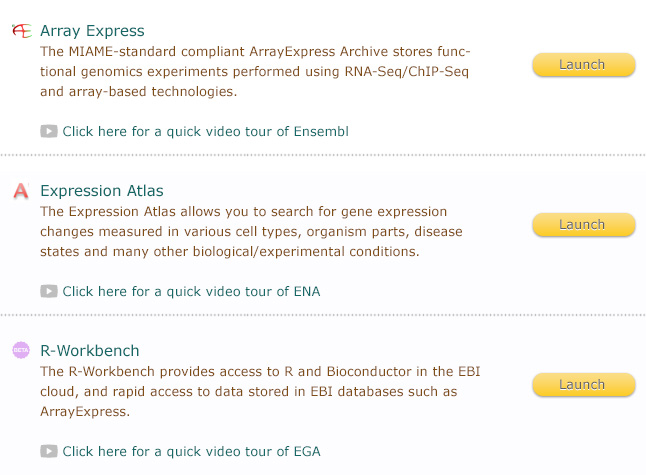 Array Express
The MIAME-standard compliant ArrayExpress Archive stores func-
tional genomics experiments performed using RNA-Seq/ChIP-Seq
and array-based technologies.
Launch
Click here for a quick video tour of Ensembl
Expression Atlas
The Expression Atlas allows you to search for gene expression
changes measured in various cell types, organism parts, disease
states and many other biological/experimental conditions.
Launch
Click here for a quick video tour of ENA
BETA
R-Workbench
The R-Workbench provides access to R and Bioconductor in the EBI
cloud, and rapid access to data stored in EBI databases such as
ArrayExpress.
Launch
Click here for a quick video tour of EGA